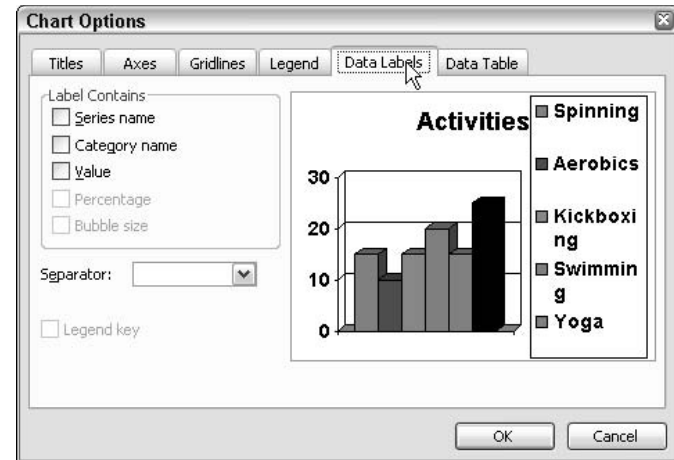 Chart Options
Titles Axes Gridlines Legend Data Labels Data Table
Label Contains
Series name
Category name
Value
Percentage
Bubble size
Separator:
Legend key
Activities
30
20
10
0
Spinning
Aerobics
Kickboxi
ng
Swimmin
g
Yoga
OK Cancel